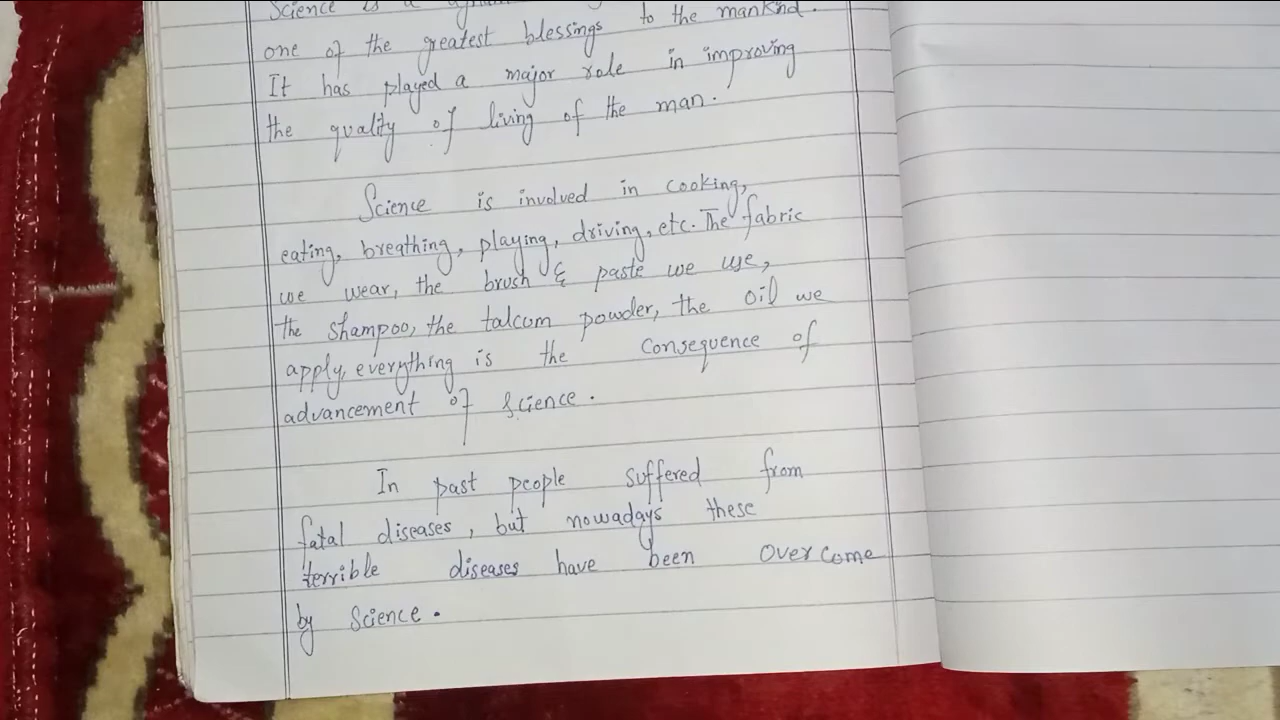 Science is a
one of the greatest blessings to the mankind.
It has played a major role in improving
the quality of living of the man.
Science is involved in cooking,
eating, breathing, playing, driving, etc. The fabric
we wear, the brush & paste we use,
the shampoo, the talcum powder, the oil we
apply, everything is the consequence of
advancement of science.
In past people suffered from
fatal diseases, but nowadays these
terrible diseases have been overcome
by Science.